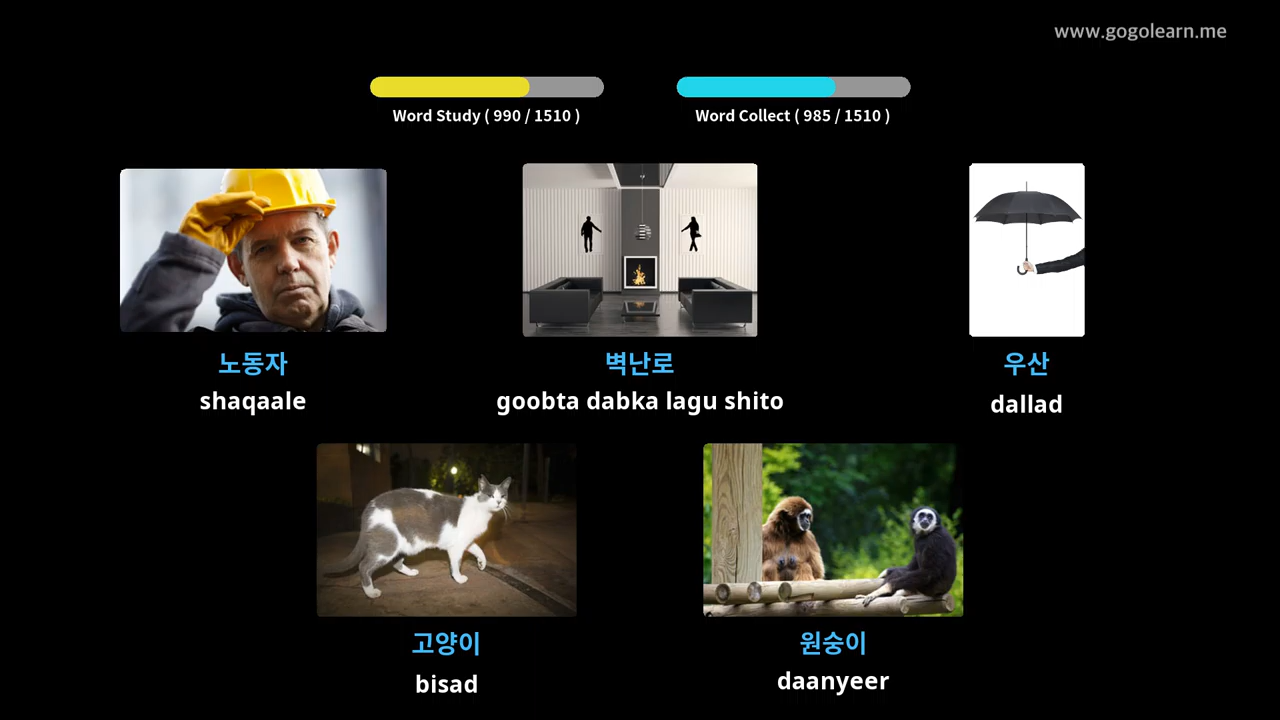 www.gogolearn.me
Word Study ( 990 / 1510 )
Word Collect ( 985 / 1510 )
노동자
벽난로
우산
shaqaale
goobta dabka lagu shito
dallad
고양이
원숭이
bisad
daanyeer